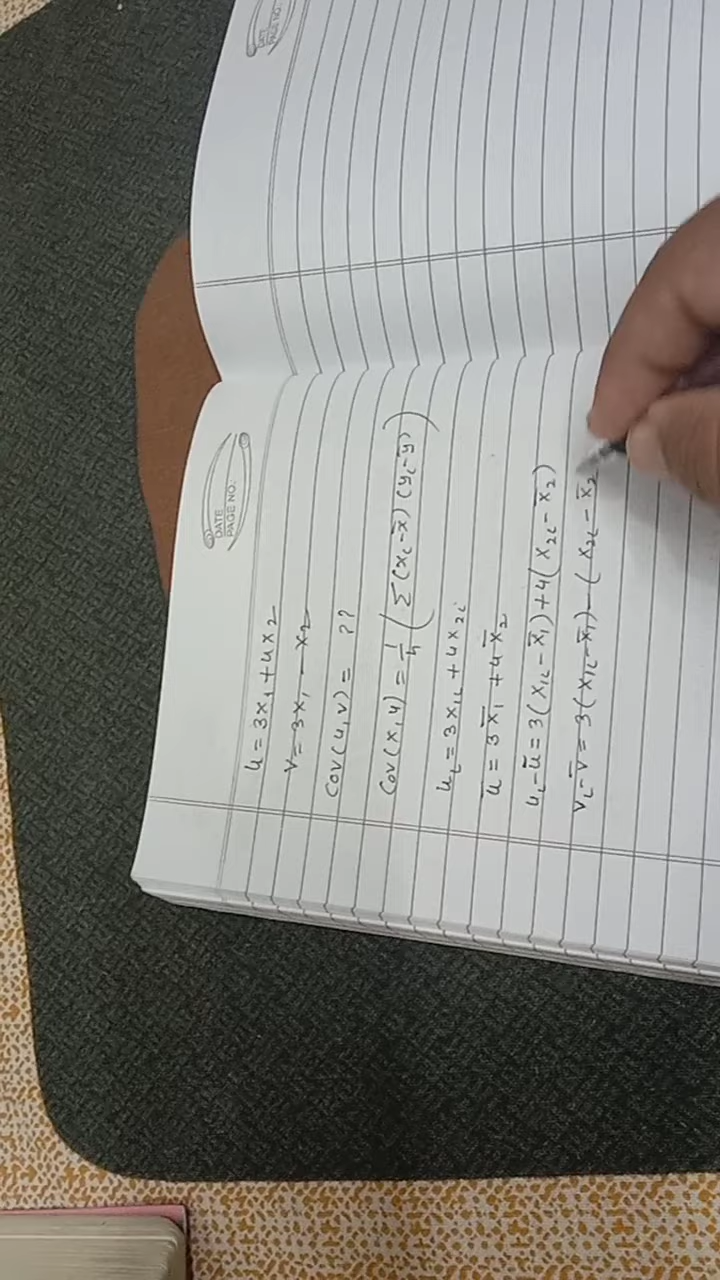 DATE
PAGE NO.
u = 3x₁ + 4x₂
v = 3x₁ - x₂
cov(u,v) = ??
cov(x,y) = 1/n (Σ(xᵢ-x̄)(yᵢ-ȳ))
uᵢ = 3x₁ᵢ + 4x₂ᵢ
ū = 3x̄₁ + 4x̄₂
uᵢ-ū = 3(x₁ᵢ-x̄₁)+4(x₂ᵢ-x̄₂)
vᵢ-v̄ = 3(x₁ᵢ-x̄₁)-(x₂ᵢ-x̄₂